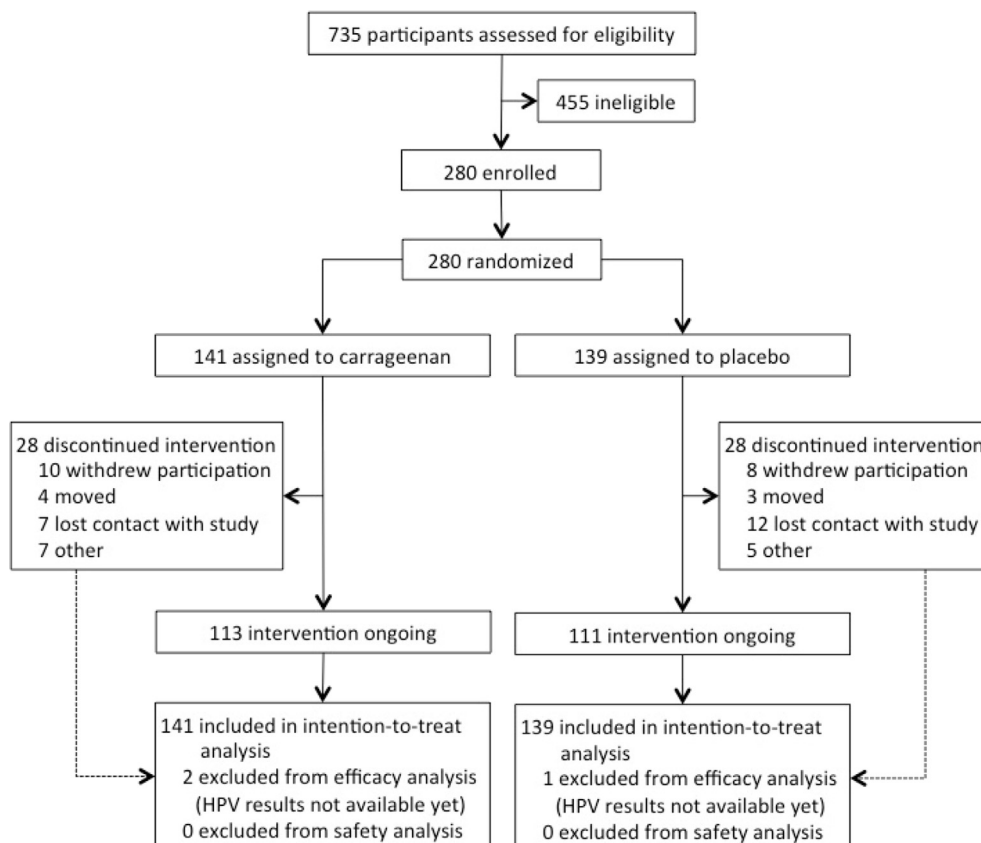 735 participants assessed for eligibility
455 ineligible
280 enrolled
280 randomized
141 assigned to carrageenan
139 assigned to placebo
28 discontinued intervention
10 withdrew participation
4 moved
7 lost contact with study
7 other
28 discontinued intervention
8 withdrew participation
3 moved
12 lost contact with study
5 other
113 intervention ongoing
111 intervention ongoing
141 included in intention-to-treat
analysis
2 excluded from efficacy analysis
(HPV results not available yet)
0 excluded from safety analysis
139 included in intention-to-treat
analysis
1 excluded from efficacy analysis
(HPV results not available yet)
0 excluded from safety analysis